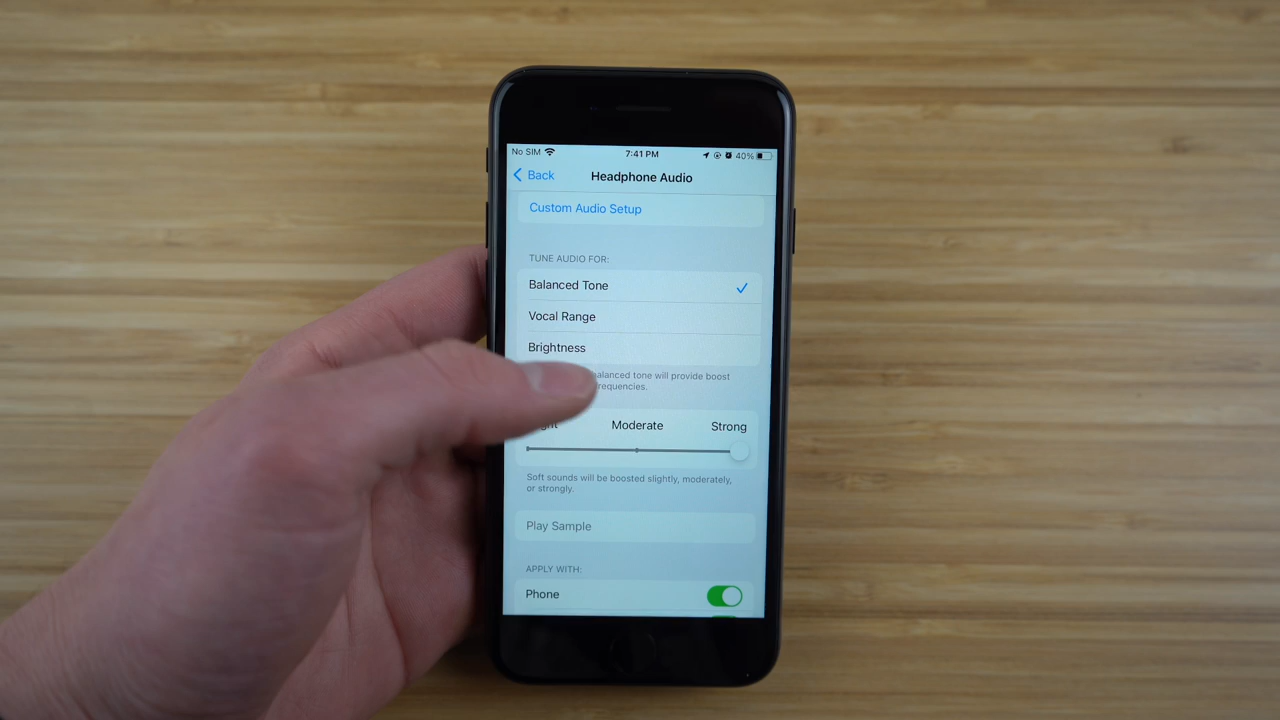 No SIM 7:41 PM 40%
Back Headphone Audio
Custom Audio Setup
TUNE AUDIO FOR:
Balanced Tone
Vocal Range
Brightness
balanced tone will provide boost
frequencies.
Moderate Strong
Soft sounds will be boosted slightly, moderately,
or strongly.
Play Sample
APPLY WITH:
Phone